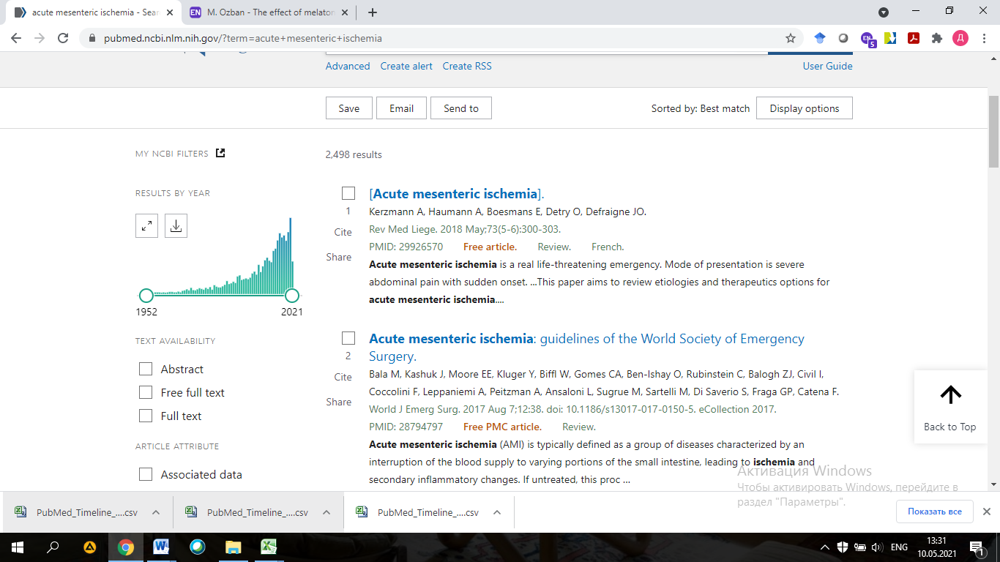 acute mesenteric ischemia - Sear
EN M. Ozban - The effect of melator
pubmed.ncbi.nlm.nih.gov/?term=acute+mesenteric+ischemia
EN 5 Д
Advanced Create alert Create RSS User Guide
Save Email Send to Sorted by: Best match Display options
MY NCBI FILTERS
2,498 results
RESULTS BY YEAR
1952 2021
TEXT AVAILABILITY
Abstract
Free full text
Full text
ARTICLE ATTRIBUTE
Associated data
[Acute mesenteric ischemia].
1
Kerzmann A, Haumann A, Boesmans E, Detry O, Defraigne JO.
Cite
Rev Med Liege. 2018 May;73(5-6):300-303.
PMID: 29926570 Free article. Review. French.
Share
Acute mesenteric ischemia is a real life-threatening emergency. Mode of presentation is severe
abdominal pain with sudden onset. ...This paper aims to review etiologies and therapeutics options for
acute mesenteric ischemia....
Acute mesenteric ischemia: guidelines of the World Society of Emergency
Surgery.
2
Bala M, Kashuk J, Moore EE, Kluger Y, Biffl W, Gomes CA, Ben-Ishay O, Rubinstein C, Balogh ZJ, Civil I,
Cite
Coccolini F, Leppaniemi A, Peitzman A, Ansaloni L, Sugrue M, Sartelli M, Di Saverio S, Fraga GP, Catena F.
Share
World J Emerg Surg. 2017 Aug 7;12:38. doi: 10.1186/s13017-017-0150-5. eCollection 2017.
PMID: 28794797 Free PMC article. Review.
Acute mesenteric ischemia (AMI) is typically defined as a group of diseases characterized by an
interruption of the blood supply to varying portions of the small intestine, leading to ischemia and
secondary inflammatory changes. If untreated, this proc ...
Back to Top
Активация Windows
Чтобы активировать Windows, перейдите в
раздел "Параметры".
PubMed_Timeline_....csv PubMed_Timeline_....csv PubMed_Timeline_....csv Показать все
ENG 13:31
10.05.2021
1